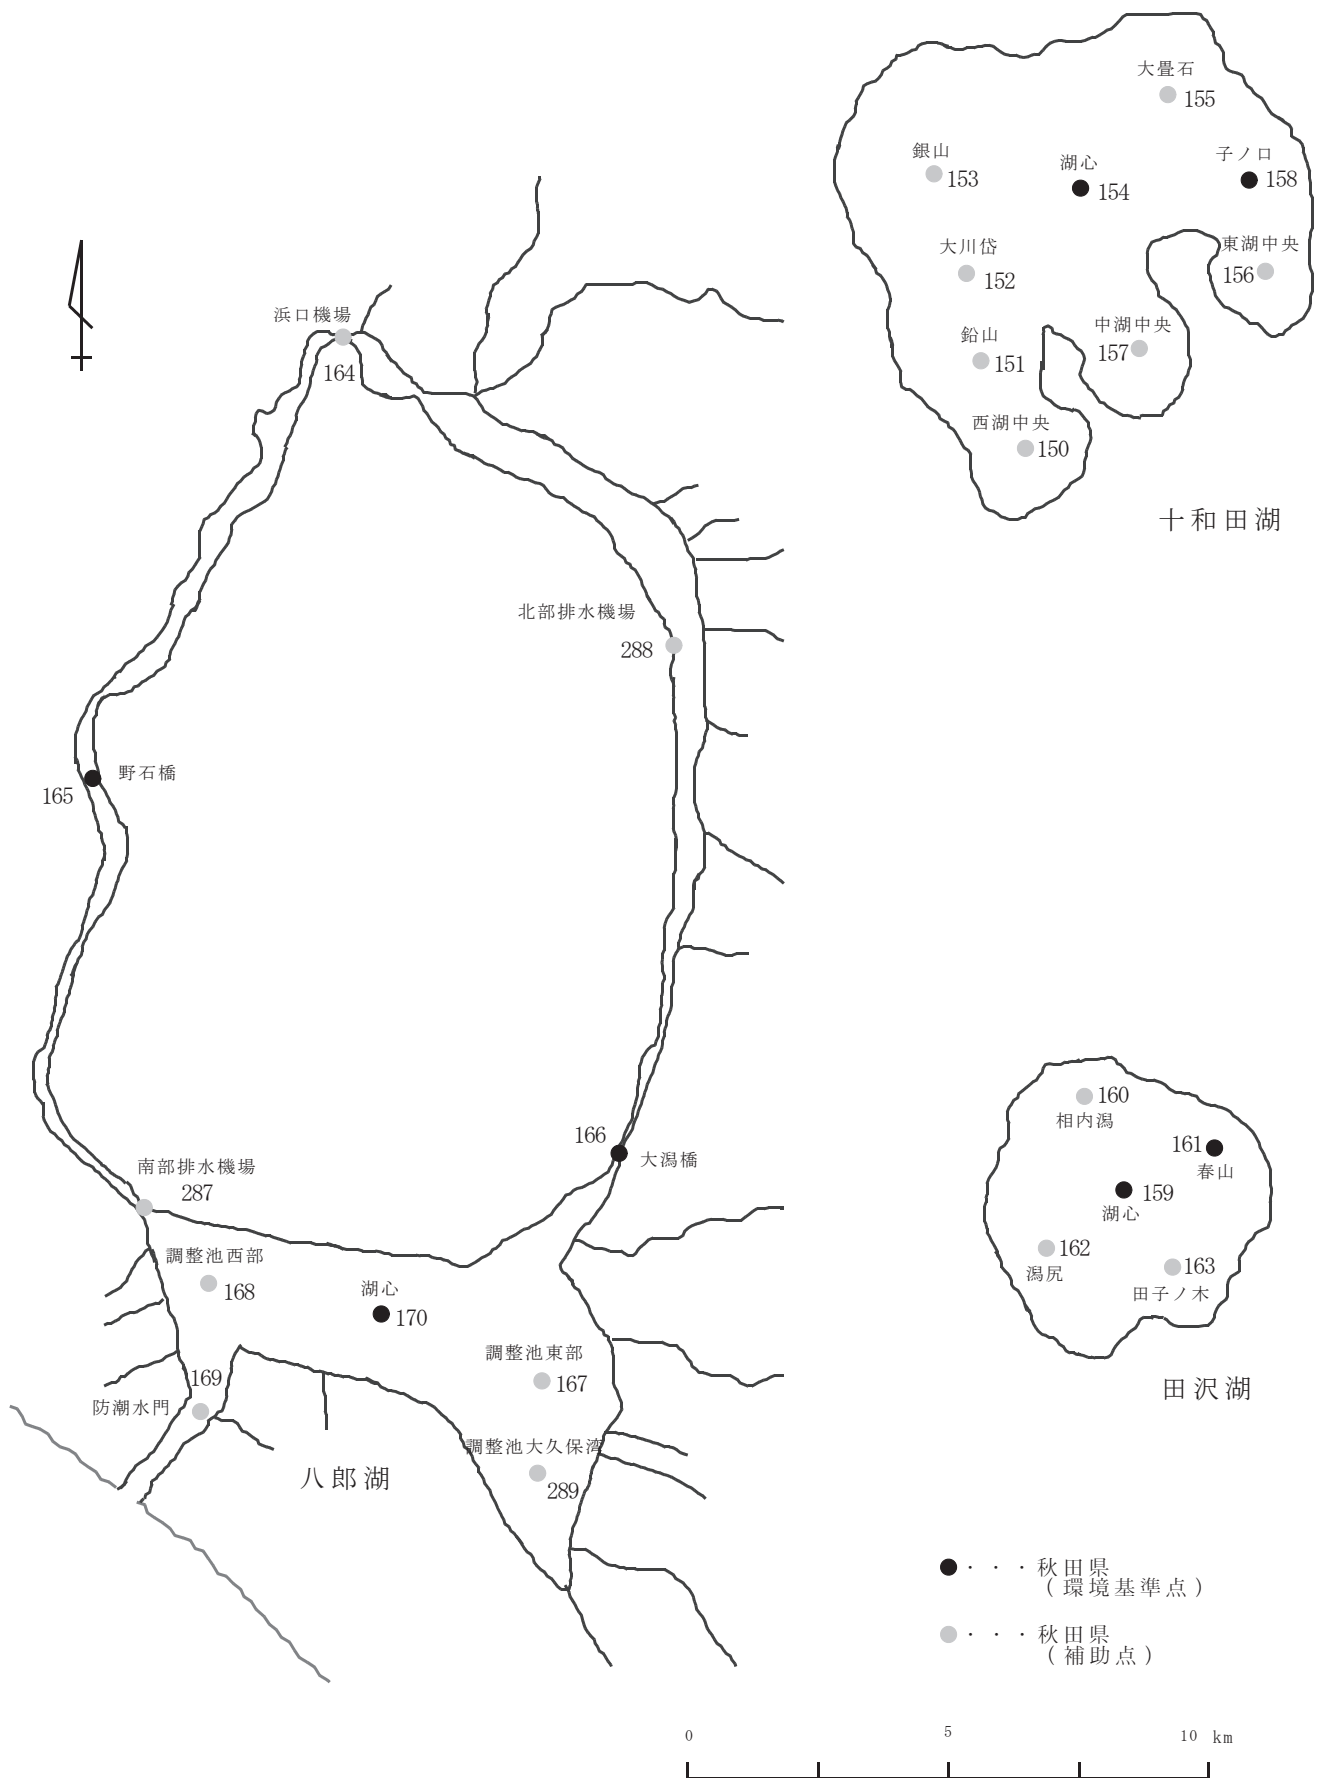 大畳石
155
銀山
153
湖心
154
子ノ口
158
大川岱
152
東湖中央
156
鉛山
151
中湖中央
157
西湖中央
150
十和田湖
浜口機場
164
北部排水機場
288
野石橋
165
166
大潟橋
南部排水機場
287
調整池西部
168
湖心
170
調整池東部
167
169
防潮水門
調整池大久保湾
289
八郎湖
160
相内潟
161
春山
159
湖心
162
潟尻
163
田子ノ木
田沢湖
・・・秋田県
(環境基準点)
・・・秋田県
(補助点)
0 5 10 km